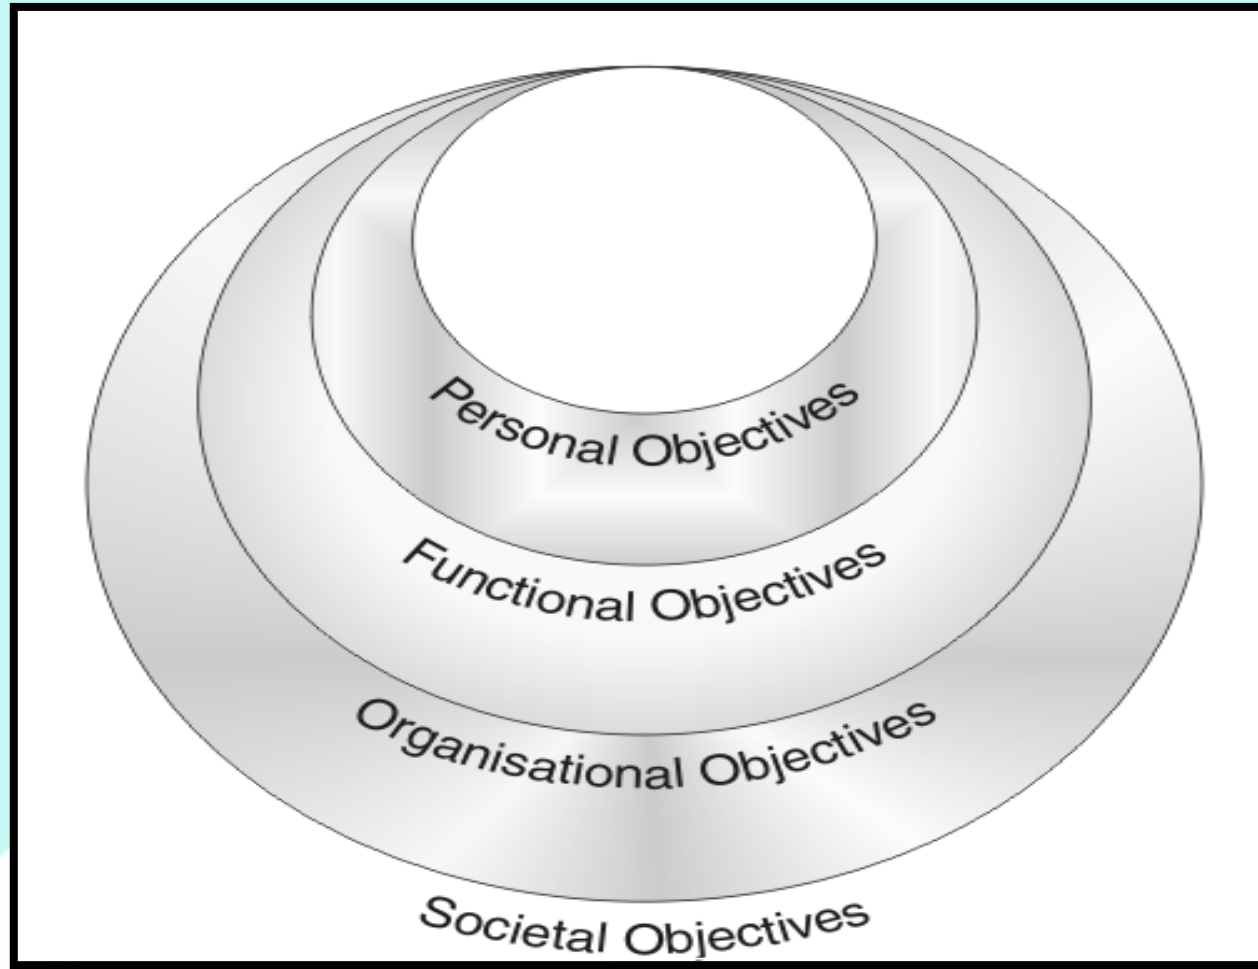 Personal Objectives
Functional Objectives
Organisational Objectives
Societal Objectives